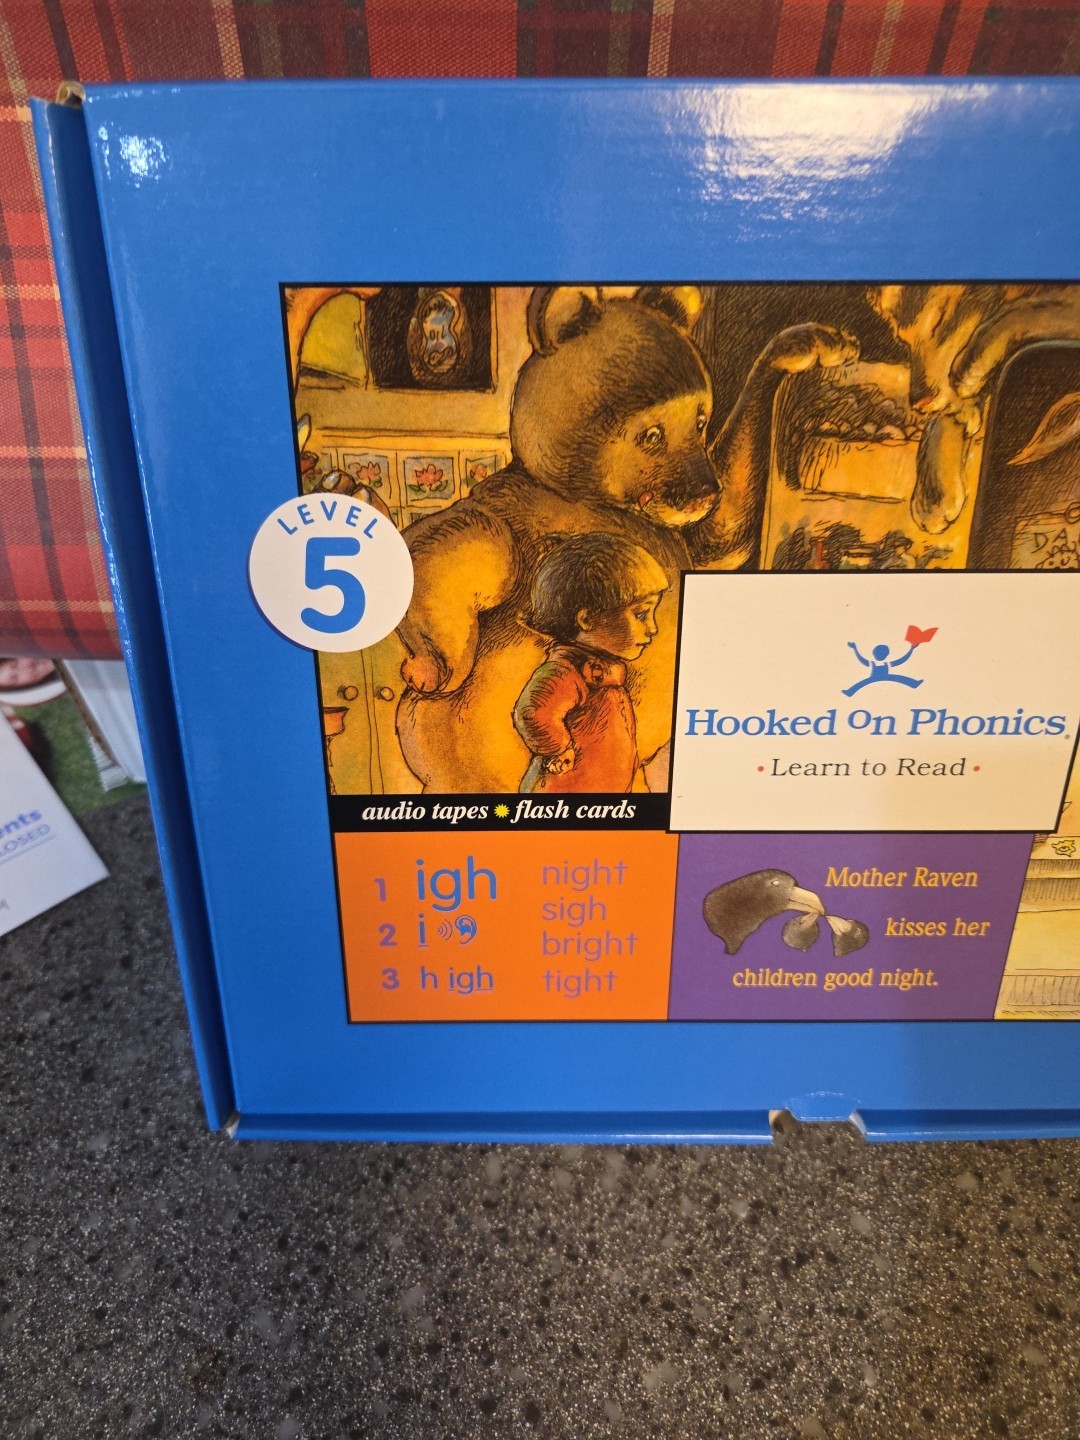 LEVEL
5
DA
Hooked on Phonics®
• Learn to Read •
audio tapes flash cards
1 igh
2 i
3 h igh
night
sigh
bright
tight
Mother Raven
kisses her
children good night.